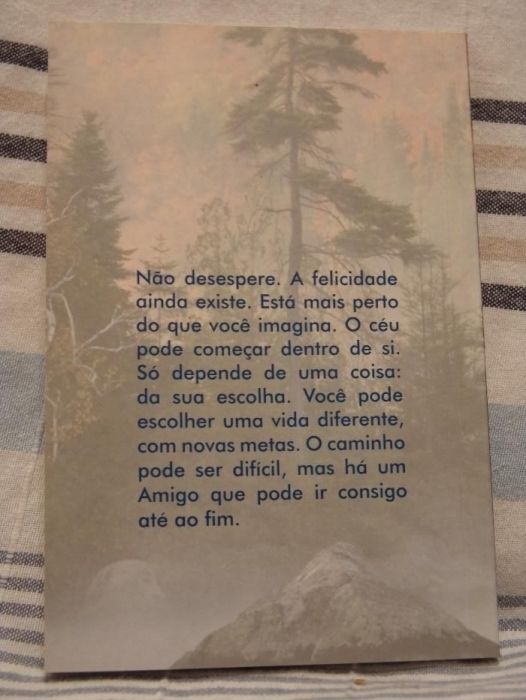 Não desespere. A felicidade
ainda existe. Está mais perto
do que você imagina. O céu
pode começar dentro de si.
Só depende de uma coisa:
da sua escolha. Você pode
escolher uma vida diferente,
com novas metas. O caminho
pode ser difícil, mas há um
Amigo que pode ir consigo
até ao fim.